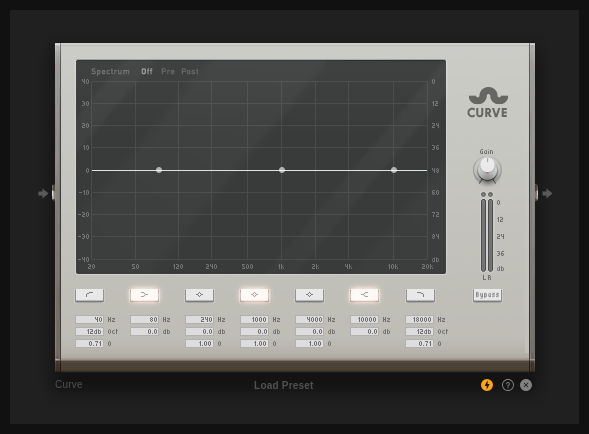 Spectrum Off Pre Post
40 0
30 12
20 24
10 36
0 48
-10 60
-20 72
-30 84
-40 db
20 50 120 240 500 1k 2k 4k 10k 20k
CURVE
Gain
0
12
24
36
db
L R
Bypass
40 Hz 80 Hz 240 Hz 1000 Hz 4000 Hz 10000 Hz 18000 Hz
12db Ocf 0.0 db 0.0 db 0.0 db 0.0 db 0.0 db 12db Ocf
0.71 Q 1.00 Q 1.00 Q 1.00 Q 0.71 Q
Curve Load Preset ?